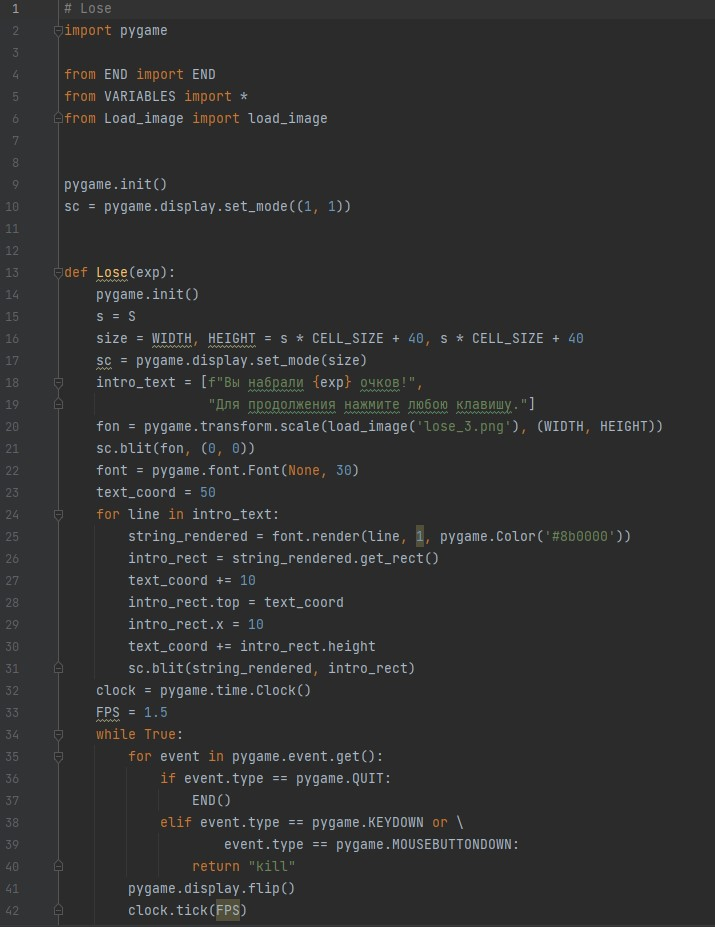 1 # Lose
2 import pygame
3
4 from END import END
5 from VARIABLES import *
6 from Load_image import load_image
7
8
9 pygame.init()
10 sc = pygame.display.set_mode((1, 1))
11
12
13 def Lose(exp):
14     pygame.init()
15     s = S
16     size = WIDTH, HEIGHT = s * CELL_SIZE + 40, s * CELL_SIZE + 40
17     sc = pygame.display.set_mode(size)
18     intro_text = [f"Вы набрали {exp} очков!",
19                   "Для продолжения нажмите любою клавишу."]
20     fon = pygame.transform.scale(load_image('lose_3.png'), (WIDTH, HEIGHT))
21     sc.blit(fon, (0, 0))
22     font = pygame.font.Font(None, 30)
23     text_coord = 50
24     for line in intro_text:
25         string_rendered = font.render(line, 1, pygame.Color('#8b0000'))
26         intro_rect = string_rendered.get_rect()
27         text_coord += 10
28         intro_rect.top = text_coord
29         intro_rect.x = 10
30         text_coord += intro_rect.height
31         sc.blit(string_rendered, intro_rect)
32     clock = pygame.time.Clock()
33     FPS = 1.5
34     while True:
35         for event in pygame.event.get():
36             if event.type == pygame.QUIT:
37                 END()
38             elif event.type == pygame.KEYDOWN or \
39                     event.type == pygame.MOUSEBUTTONDOWN:
40                 return "kill"
41         pygame.display.flip()
42         clock.tick(FPS)